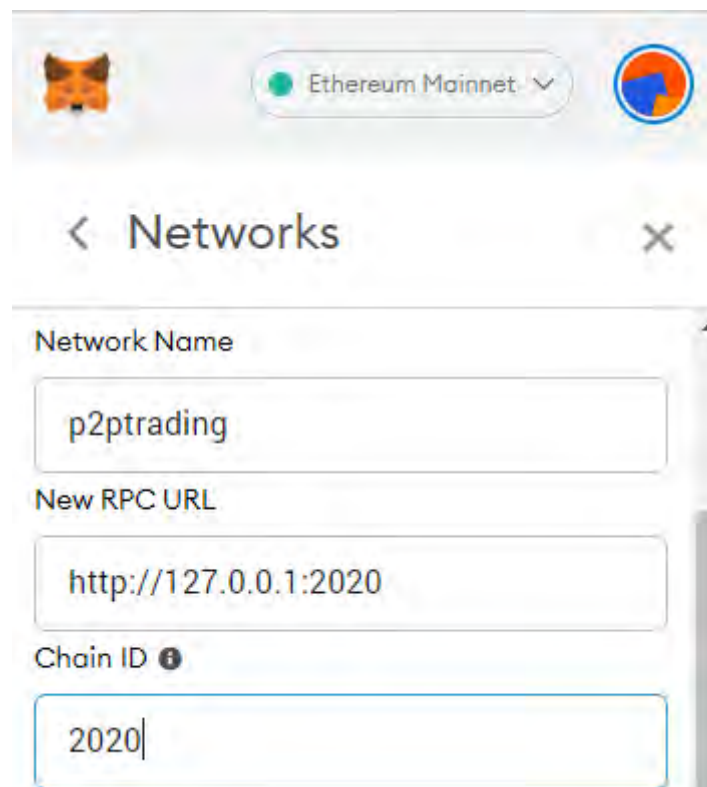 Ethereum Mainnet
Networks
Network Name
p2ptrading
New RPC URL
http://127.0.0.1:2020
Chain ID
2020